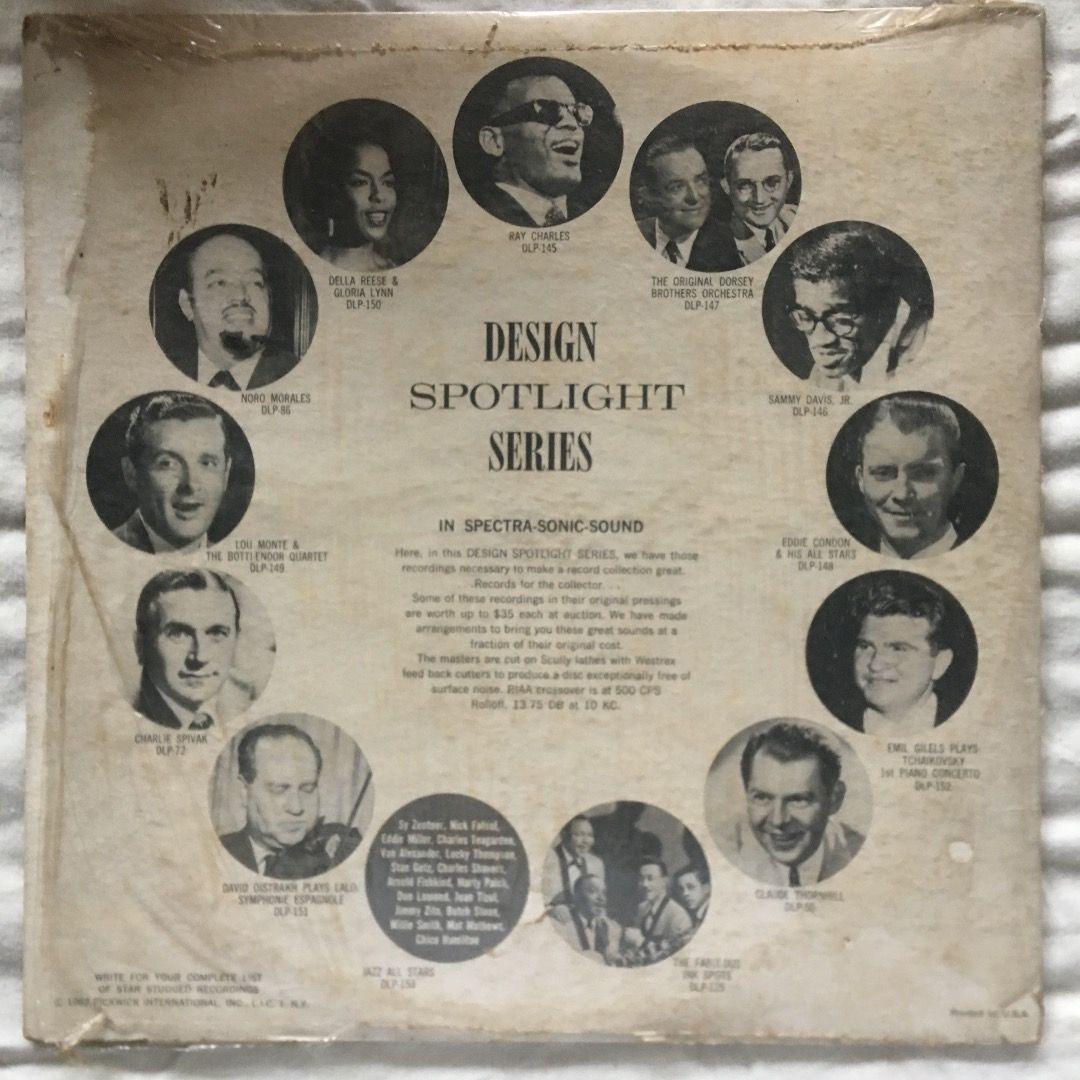 RAY CHARLES
DLP-145
DELLA REESE &
GLORIA LYNN
DLP-150
THE ORIGINAL DORSEY
BROTHERS ORCHESTRA
DLP-147
NORO MORALES
DLP-86
SAMMY DAVIS, JR.
DLP-146
DESIGN
SPOTLIGHT
SERIES
LOU MONTE &
THE BOTTI-ENDOR QUARTET
DLP-149
EDDIE CONDON
& HIS ALL STARS
DLP-148
IN SPECTRA-SONIC-SOUND
Here, in this DESIGN SPOTLIGHT SERIES, we have those
recordings necessary to make a record collection great.
. . .Records for the collector. . .
Some of these recordings in their original pressings
are worth up to $35 each at auction. We have made
arrangements to bring you these great sounds at a
fraction of their original cost.
The masters are cut on Scully lathes with Westrex
feed back cutters to produce a disc exceptionally free of
surface noise. RIAA crossover is at 500 CPS
Rolloff, 13.75 DB at 10 KC.
CHARLIE SPIVAK
DLP-72
EMIL GILELS PLAYS
TCHAIKOVSKY
1st PIANO CONCERTO
DLP-152
DAVID OISTRAKH PLAYS LALO:
SYMPHONIE ESPAGNOLE
DLP-151
Sy Zentner, Nick Fatool,
Eddie Miller, Charles Teagarden,
Van Alexander, Lucky Thompson,
Stan Getz, Charles Shavers,
Arnold Fishkind, Marty Paich,
Don Lamond, Juan Tizol,
Jimmy Zito, Butch Stone,
Willie Smith, Mat Mathews,
Chico Hamilton
JAZZ ALL STARS
CLAUDE THORNHILL
THE FABULOUS
INK SPOTS
WRITE FOR YOUR COMPLETE LIST
OF STAR STUDDED RECORDINGS
PICKWICK INTERNATIONAL, INC., L.I.C. 1, N.Y.
Printed in U.S.A.